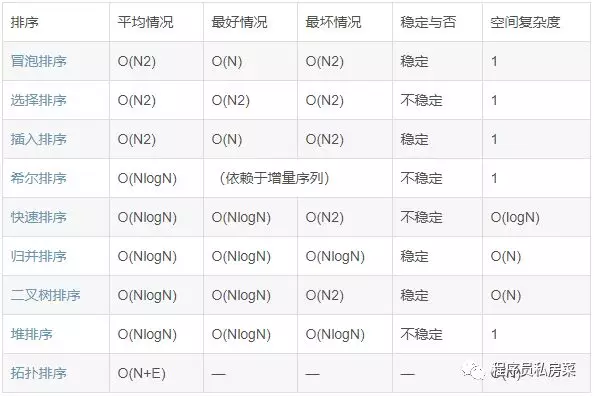 排序 平均情况 最好情况 最坏情况 稳定与否 空间复杂度
冒泡排序 O(N2) O(N) O(N2) 稳定 1
选择排序 O(N2) O(N2) O(N2) 不稳定 1
插入排序 O(N2) O(N) O(N2) 稳定 1
希尔排序 O(NlogN) （依赖于增量序列） 不稳定 1
快速排序 O(NlogN) O(NlogN) O(N2) 不稳定 O(logN)
归并排序 O(NlogN) O(NlogN) O(NlogN) 稳定 O(N)
二叉树排序 O(NlogN) O(NlogN) O(N2) 稳定 O(N)
堆排序 O(NlogN) O(NlogN) O(NlogN) 不稳定 1
拓扑排序 O(N+E) — — —
程序员私房菜